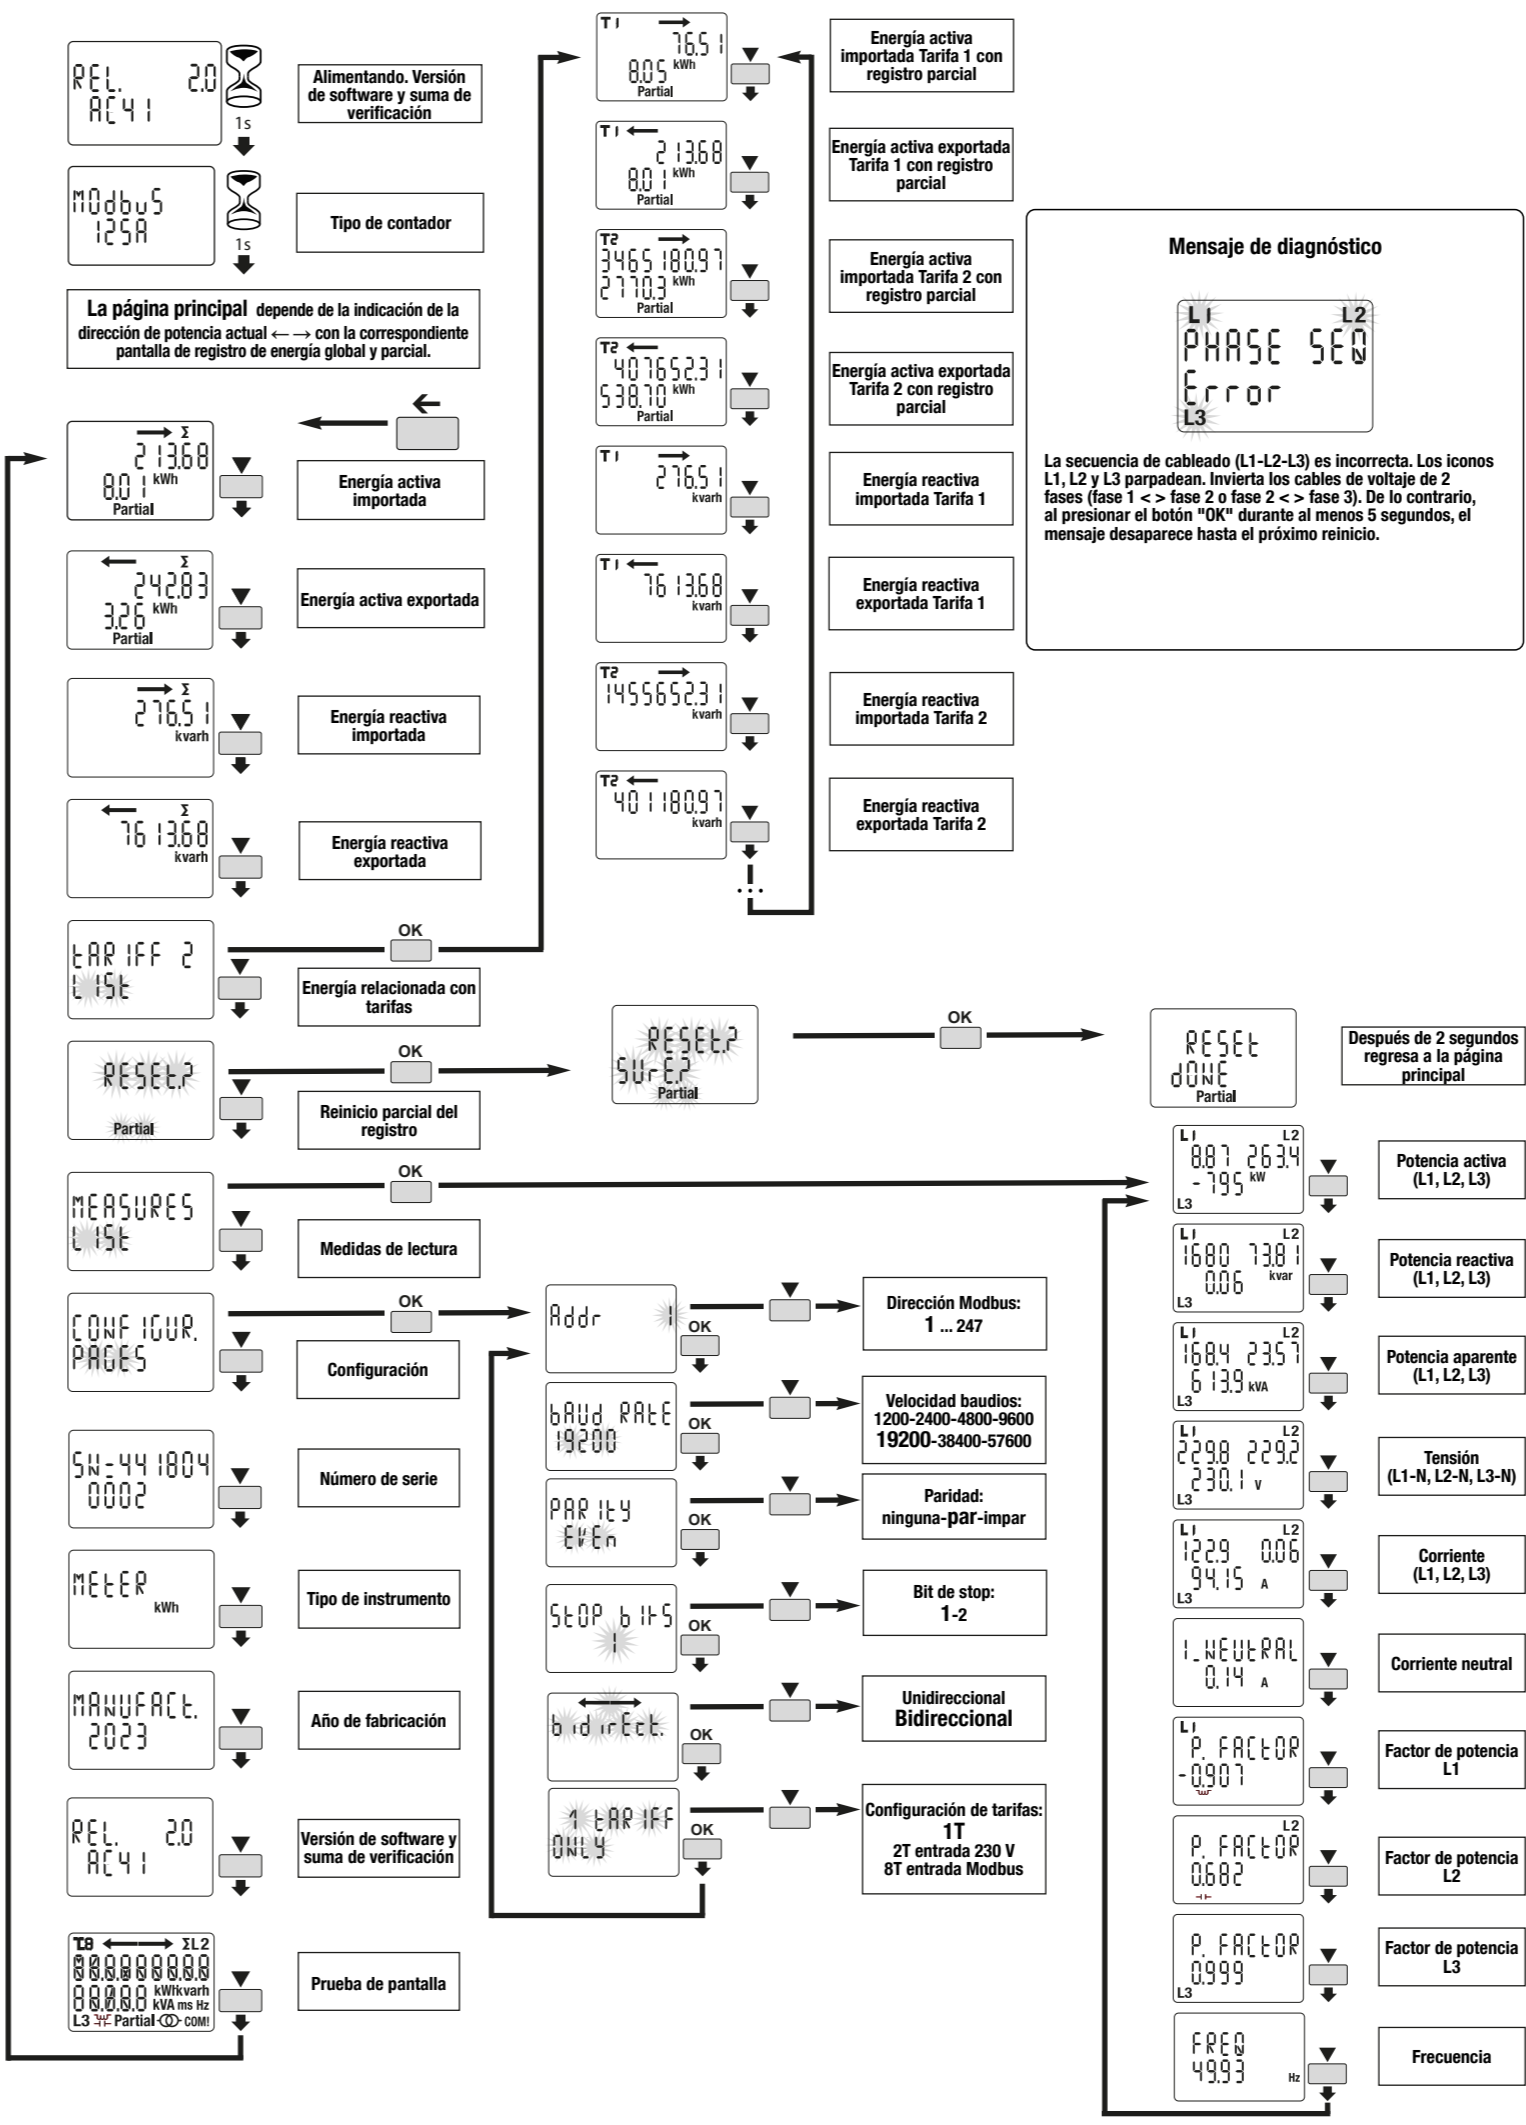 REL. 2.0
AC41
1s
Alimentando. Versión
de software y suma de
verificación
MOdbuS
125A
1s
Tipo de contador
La página principal depende de la indicación de la
dirección de potencia actual ←→ con la correspondiente
pantalla de registro de energía global y parcial.
→ Σ
213.68
8.01 kWh
Partial
Energía activa
importada
← Σ
242.83
3.26 kWh
Partial
Energía activa exportada
→ Σ
276.51
kvarh
Energía reactiva
importada
← Σ
7613.68
kvarh
Energía reactiva
exportada
tARIFF 2
LISt
OK
Energía relacionada con
tarifas
RESEt.?
Partial
OK
Reinicio parcial del
registro
MEASURES
LISt
OK
Medidas de lectura
CONFIGUR.
PAGES
OK
Configuración
SN-441804
0002
Número de serie
MEtER
kWh
Tipo de instrumento
MANUFACt.
2023
Año de fabricación
REL. 2.0
AC41
Versión de software y
suma de verificación
T8 ←→ ΣL2
kWhkvarh
kVA ms Hz
L3 Partial COM!
Prueba de pantalla
T1 →
76.51
8.05 kWh
Partial
Energía activa
importada Tarifa 1 con
registro parcial
T1 ←
213.68
8.01 kWh
Partial
Energía activa exportada
Tarifa 1 con registro
parcial
T2 →
3465180.97
2770.3 kWh
Partial
Energía activa
importada Tarifa 2 con
registro parcial
T2 ←
407652.31
538.70 kWh
Partial
Energía activa exportada
Tarifa 2 con registro
parcial
T1 →
276.51
kvarh
Energía reactiva
importada Tarifa 1
T1 ←
7613.68
kvarh
Energía reactiva
exportada Tarifa 1
T2 →
1455652.31
kvarh
Energía reactiva
importada Tarifa 2
T2 ←
401180.97
kvarh
Energía reactiva
exportada Tarifa 2
...
Mensaje de diagnóstico
L1 L2
PHASE SEQ
Error
L3
La secuencia de cableado (L1-L2-L3) es incorrecta. Los iconos
L1, L2 y L3 parpadean. Invierta los cables de voltaje de 2
fases (fase 1 < > fase 2 o fase 2 < > fase 3). De lo contrario,
al presionar el botón "OK" durante al menos 5 segundos, el
mensaje desaparece hasta el próximo reinicio.
RESEt.?
SUrE.?
Partial
OK
RESEt
dONE
Partial
Después de 2 segundos
regresa a la página
principal
Addr 1
OK
Dirección Modbus:
1 ... 247
bAUd RAtE
19200
OK
Velocidad baudios:
1200-2400-4800-9600
19200-38400-57600
PARItY
EVEn
OK
Paridad:
ninguna-par-impar
StOP bItS
1
OK
Bit de stop:
1-2
bidirEct.
OK
Unidireccional
Bidireccional
1 tARIFF
ONLY
OK
Configuración de tarifas:
1T
2T entrada 230 V
8T entrada Modbus
L1 L2
8.87 263.4
-795 kW
L3
Potencia activa
(L1, L2, L3)
L1 L2
1680 73.81
0.06 kvar
L3
Potencia reactiva
(L1, L2, L3)
L1 L2
168.4 23.57
613.9 kVA
L3
Potencia aparente
(L1, L2, L3)
L1 L2
229.8 229.2
230.1 V
L3
Tensión
(L1-N, L2-N, L3-N)
L1 L2
122.9 0.06
94.15 A
L3
Corriente
(L1, L2, L3)
I_NEUtRAL
0.14 A
Corriente neutral
L1
P. FACtOR
-0.907
Factor de potencia
L1
L2
P. FACtOR
0.682
Factor de potencia
L2
P. FACtOR
0.999
L3
Factor de potencia
L3
FREQ
49.93
Hz
Frecuencia